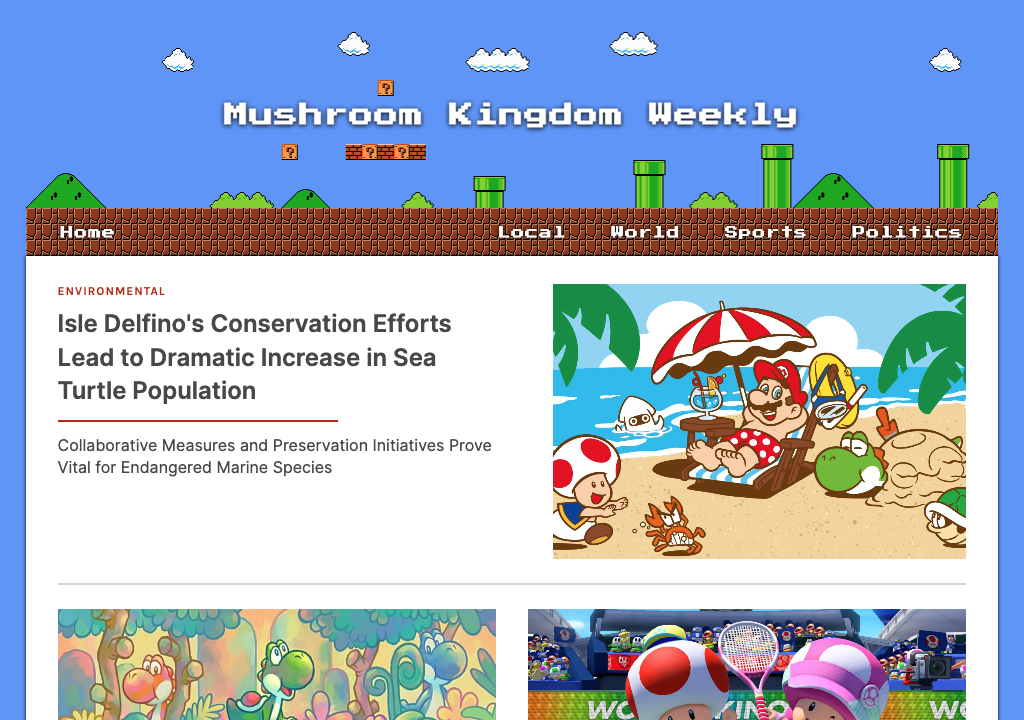 Mushroom Kingdom Weekly
Home Local World Sports Politics
ENVIRONMENTAL
Isle Delfino's Conservation Efforts
Lead to Dramatic Increase in Sea
Turtle Population
Collaborative Measures and Preservation Initiatives Prove
Vital for Endangered Marine Species